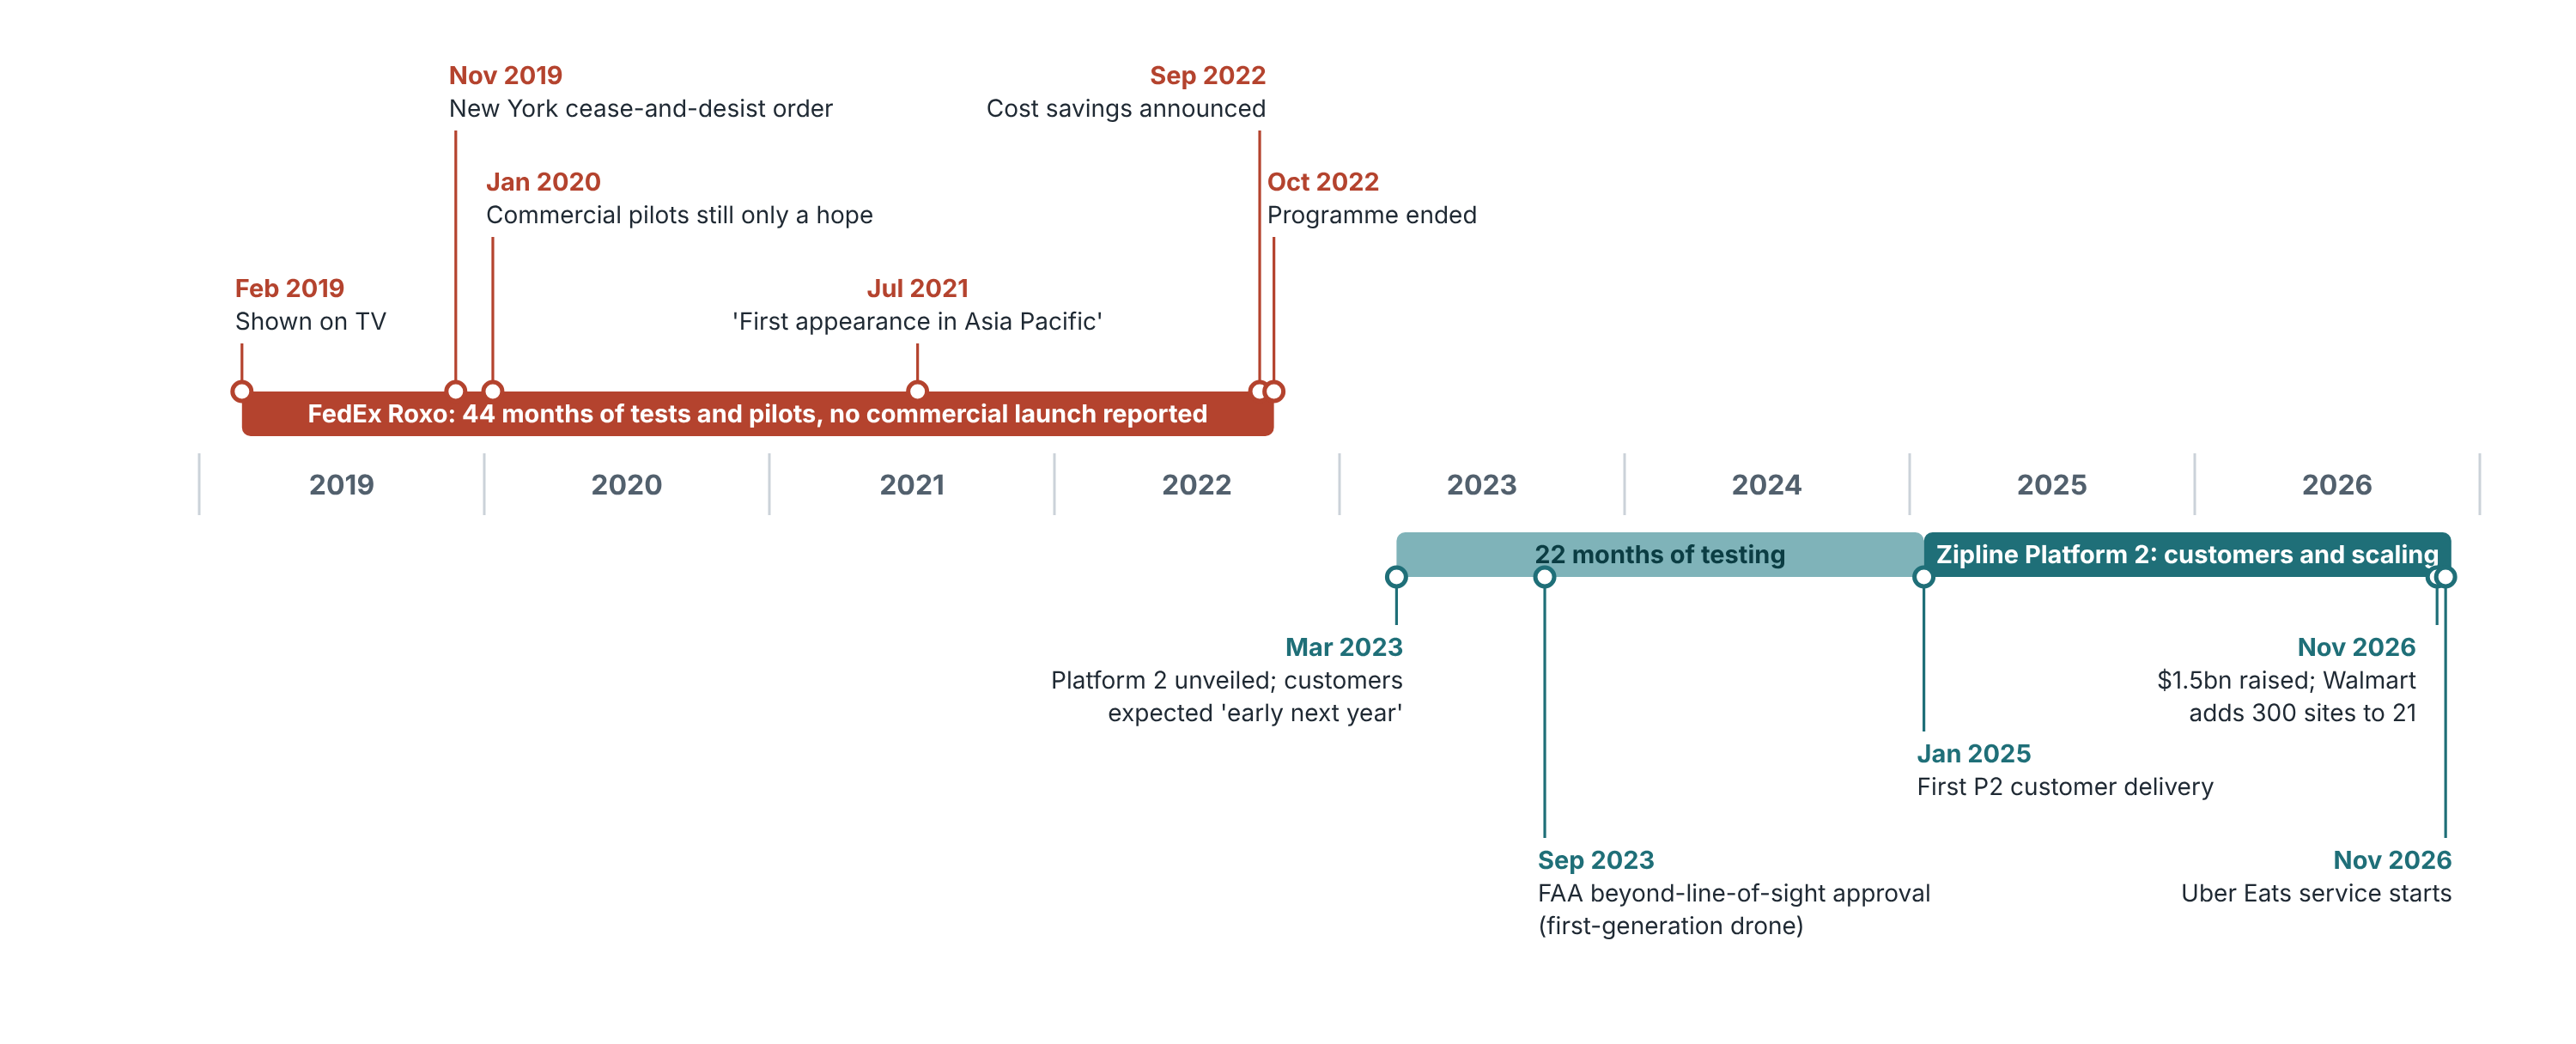 Nov 2019
New York cease-and-desist order
Sep 2022
Cost savings announced
Jan 2020
Commercial pilots still only a hope
Oct 2022
Programme ended
Feb 2019
Shown on TV
Jul 2021
'First appearance in Asia Pacific'
FedEx Roxo: 44 months of tests and pilots, no commercial launch reported
2019 2020 2021 2022 2023 2024 2025 2026
22 months of testing
Zipline Platform 2: customers and scaling
Mar 2023
Platform 2 unveiled; customers
expected 'early next year'
Nov 2026
$1.5bn raised; Walmart
adds 300 sites to 21
Jan 2025
First P2 customer delivery
Sep 2023
FAA beyond-line-of-sight approval
(first-generation drone)
Nov 2026
Uber Eats service starts